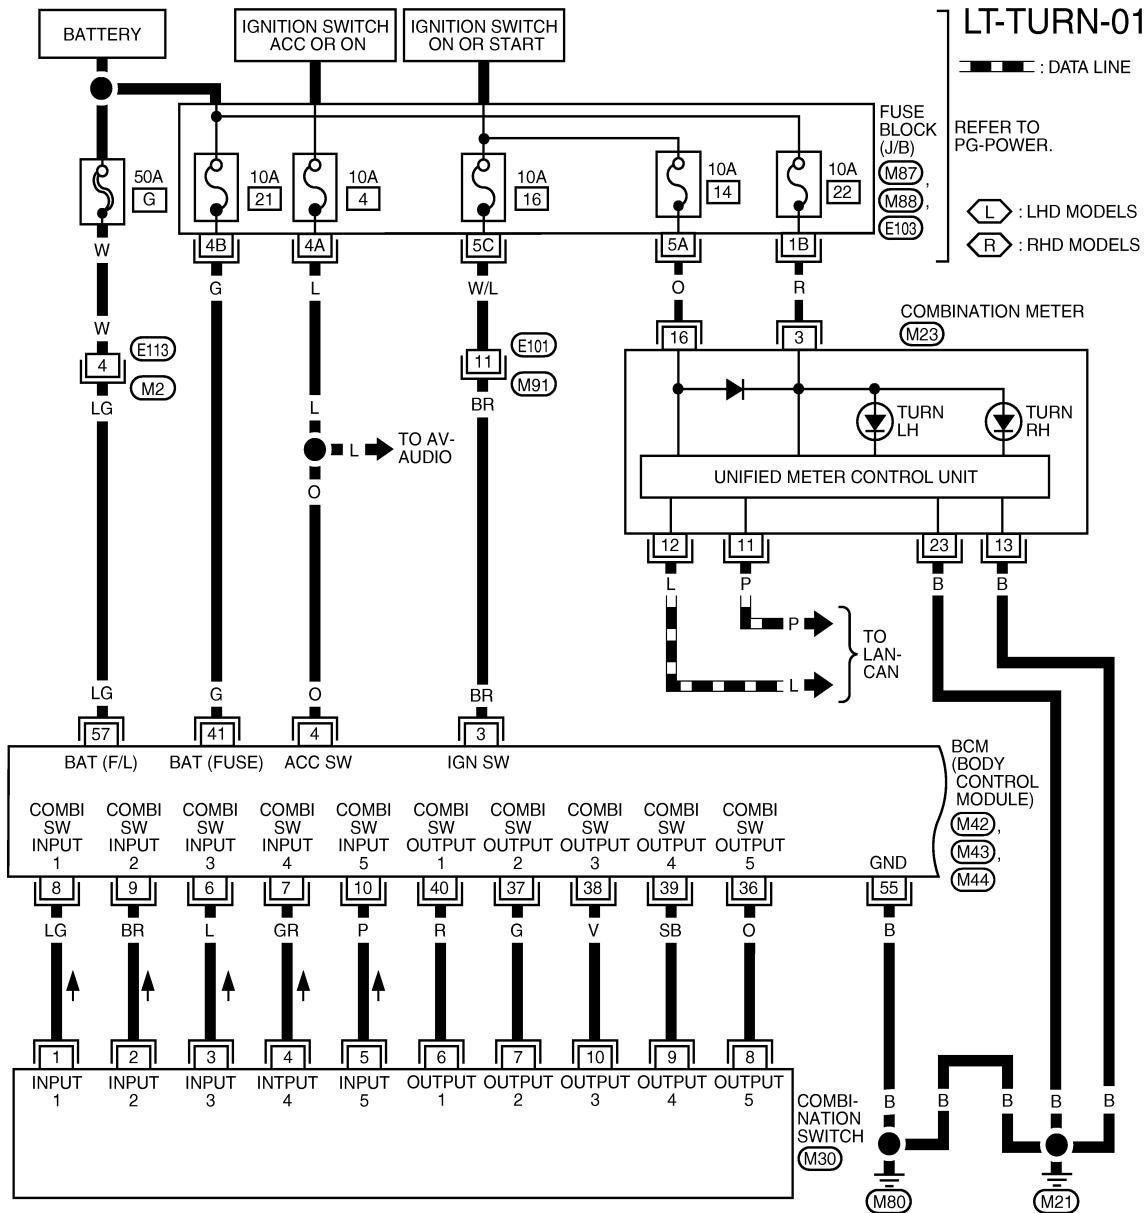 LT-TURN-01
BATTERY
IGNITION SWITCH
ACC OR ON
IGNITION SWITCH
ON OR START
: DATA LINE
FUSE
BLOCK
(J/B)
M87 ,
M88 ,
E103
REFER TO
PG-POWER.
L : LHD MODELS
R : RHD MODELS
50A
G
10A
21
10A
4
10A
16
10A
14
10A
22
4B
4A
5C
5A
1B
W
G
L
W/L
O
R
W
4
E113
M2
LG
11
E101
M91
BR
L
L
TO AV-
AUDIO
O
COMBINATION METER
M23
16
3
TURN
LH
TURN
RH
UNIFIED METER CONTROL UNIT
12
11
23
13
L
P
B
B
P
L
TO
LAN-
CAN
LG
G
O
BR
57
41
4
3
BAT (F/L)
BAT (FUSE)
ACC SW
IGN SW
BCM
(BODY
CONTROL
MODULE)
M42 ,
M43 ,
M44
COMBI
SW
INPUT
1
COMBI
SW
INPUT
2
COMBI
SW
INPUT
3
COMBI
SW
INPUT
4
COMBI
SW
INPUT
5
COMBI
SW
OUTPUT
1
COMBI
SW
OUTPUT
2
COMBI
SW
OUTPUT
3
COMBI
SW
OUTPUT
4
COMBI
SW
OUTPUT
5
GND
8
9
6
7
10
40
37
38
39
36
55
LG
BR
L
GR
P
R
G
V
SB
O
B
1
2
3
4
5
6
7
10
9
8
INPUT
1
INPUT
2
INPUT
3
INTPUT
4
INPUT
5
OUTPUT
1
OUTPUT
2
OUTPUT
3
OUTPUT
4
OUTPUT
5
COMBI-
NATION
SWITCH
M30
B
B
B
B
B
M80
M21